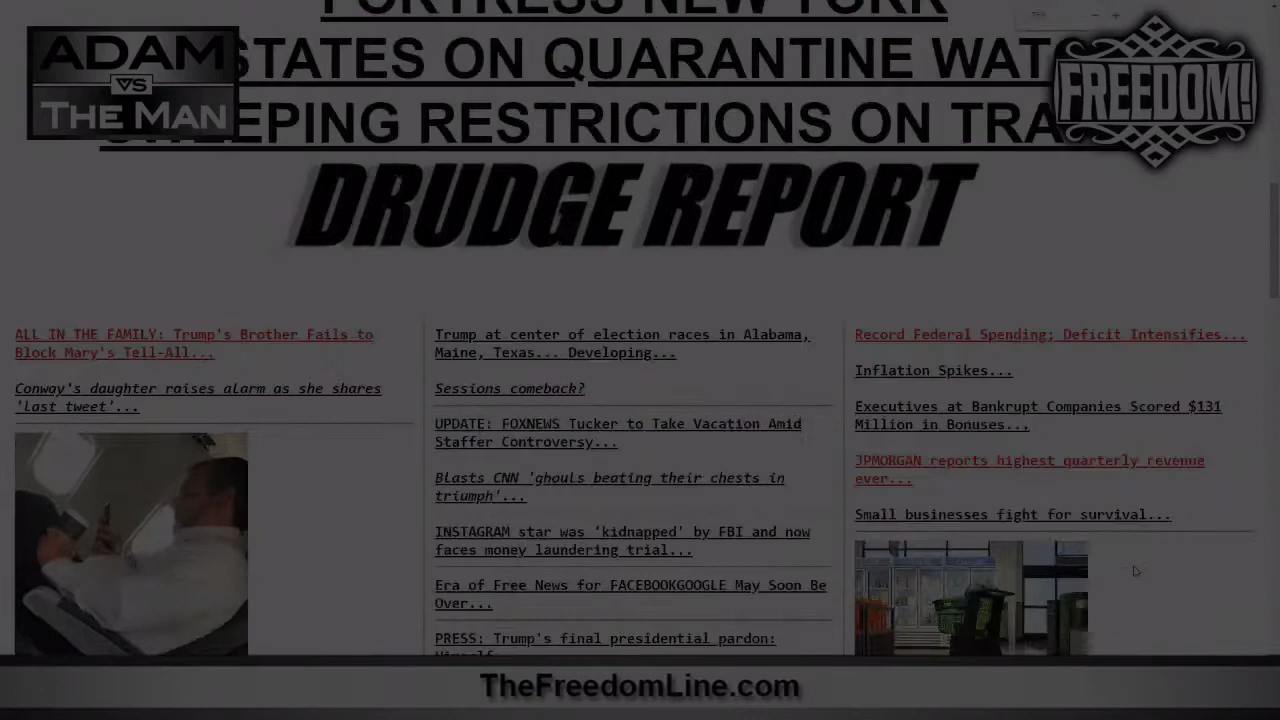 FORTRESS NEW YORK
STATES ON QUARANTINE
RESTRICTIONS ON
ADAM
VS
THE MAN
FREEDOM!
DRUDGE REPORT
ALL IN THE FAMILY: Trump's Brother Fails to
Block Mary's Tell-All...
Conway's daughter raises alarm as she shares
'last tweet'...
Trump at center of election races in Alabama,
Maine, Texas... Developing...
Sessions comeback?
UPDATE: FOXNEWS Tucker to Take Vacation Amid
Staffer Controversy...
Blasts CNN 'ghouls beating their chests in
triumph'...
INSTAGRAM star was 'kidnapped' by FBI and now
faces money laundering trial...
Era of Free News for FACEBOOKGOOGLE May Soon Be
Over...
PRESS: Trump's final presidential pardon:
Record Federal Spending; Deficit Intensifies...
Inflation Spikes...
Executives at Bankrupt Companies Scored $131
Million in Bonuses...
JPMORGAN reports highest quarterly revenue
ever...
Small businesses fight for survival...
TheFreedomLine.com